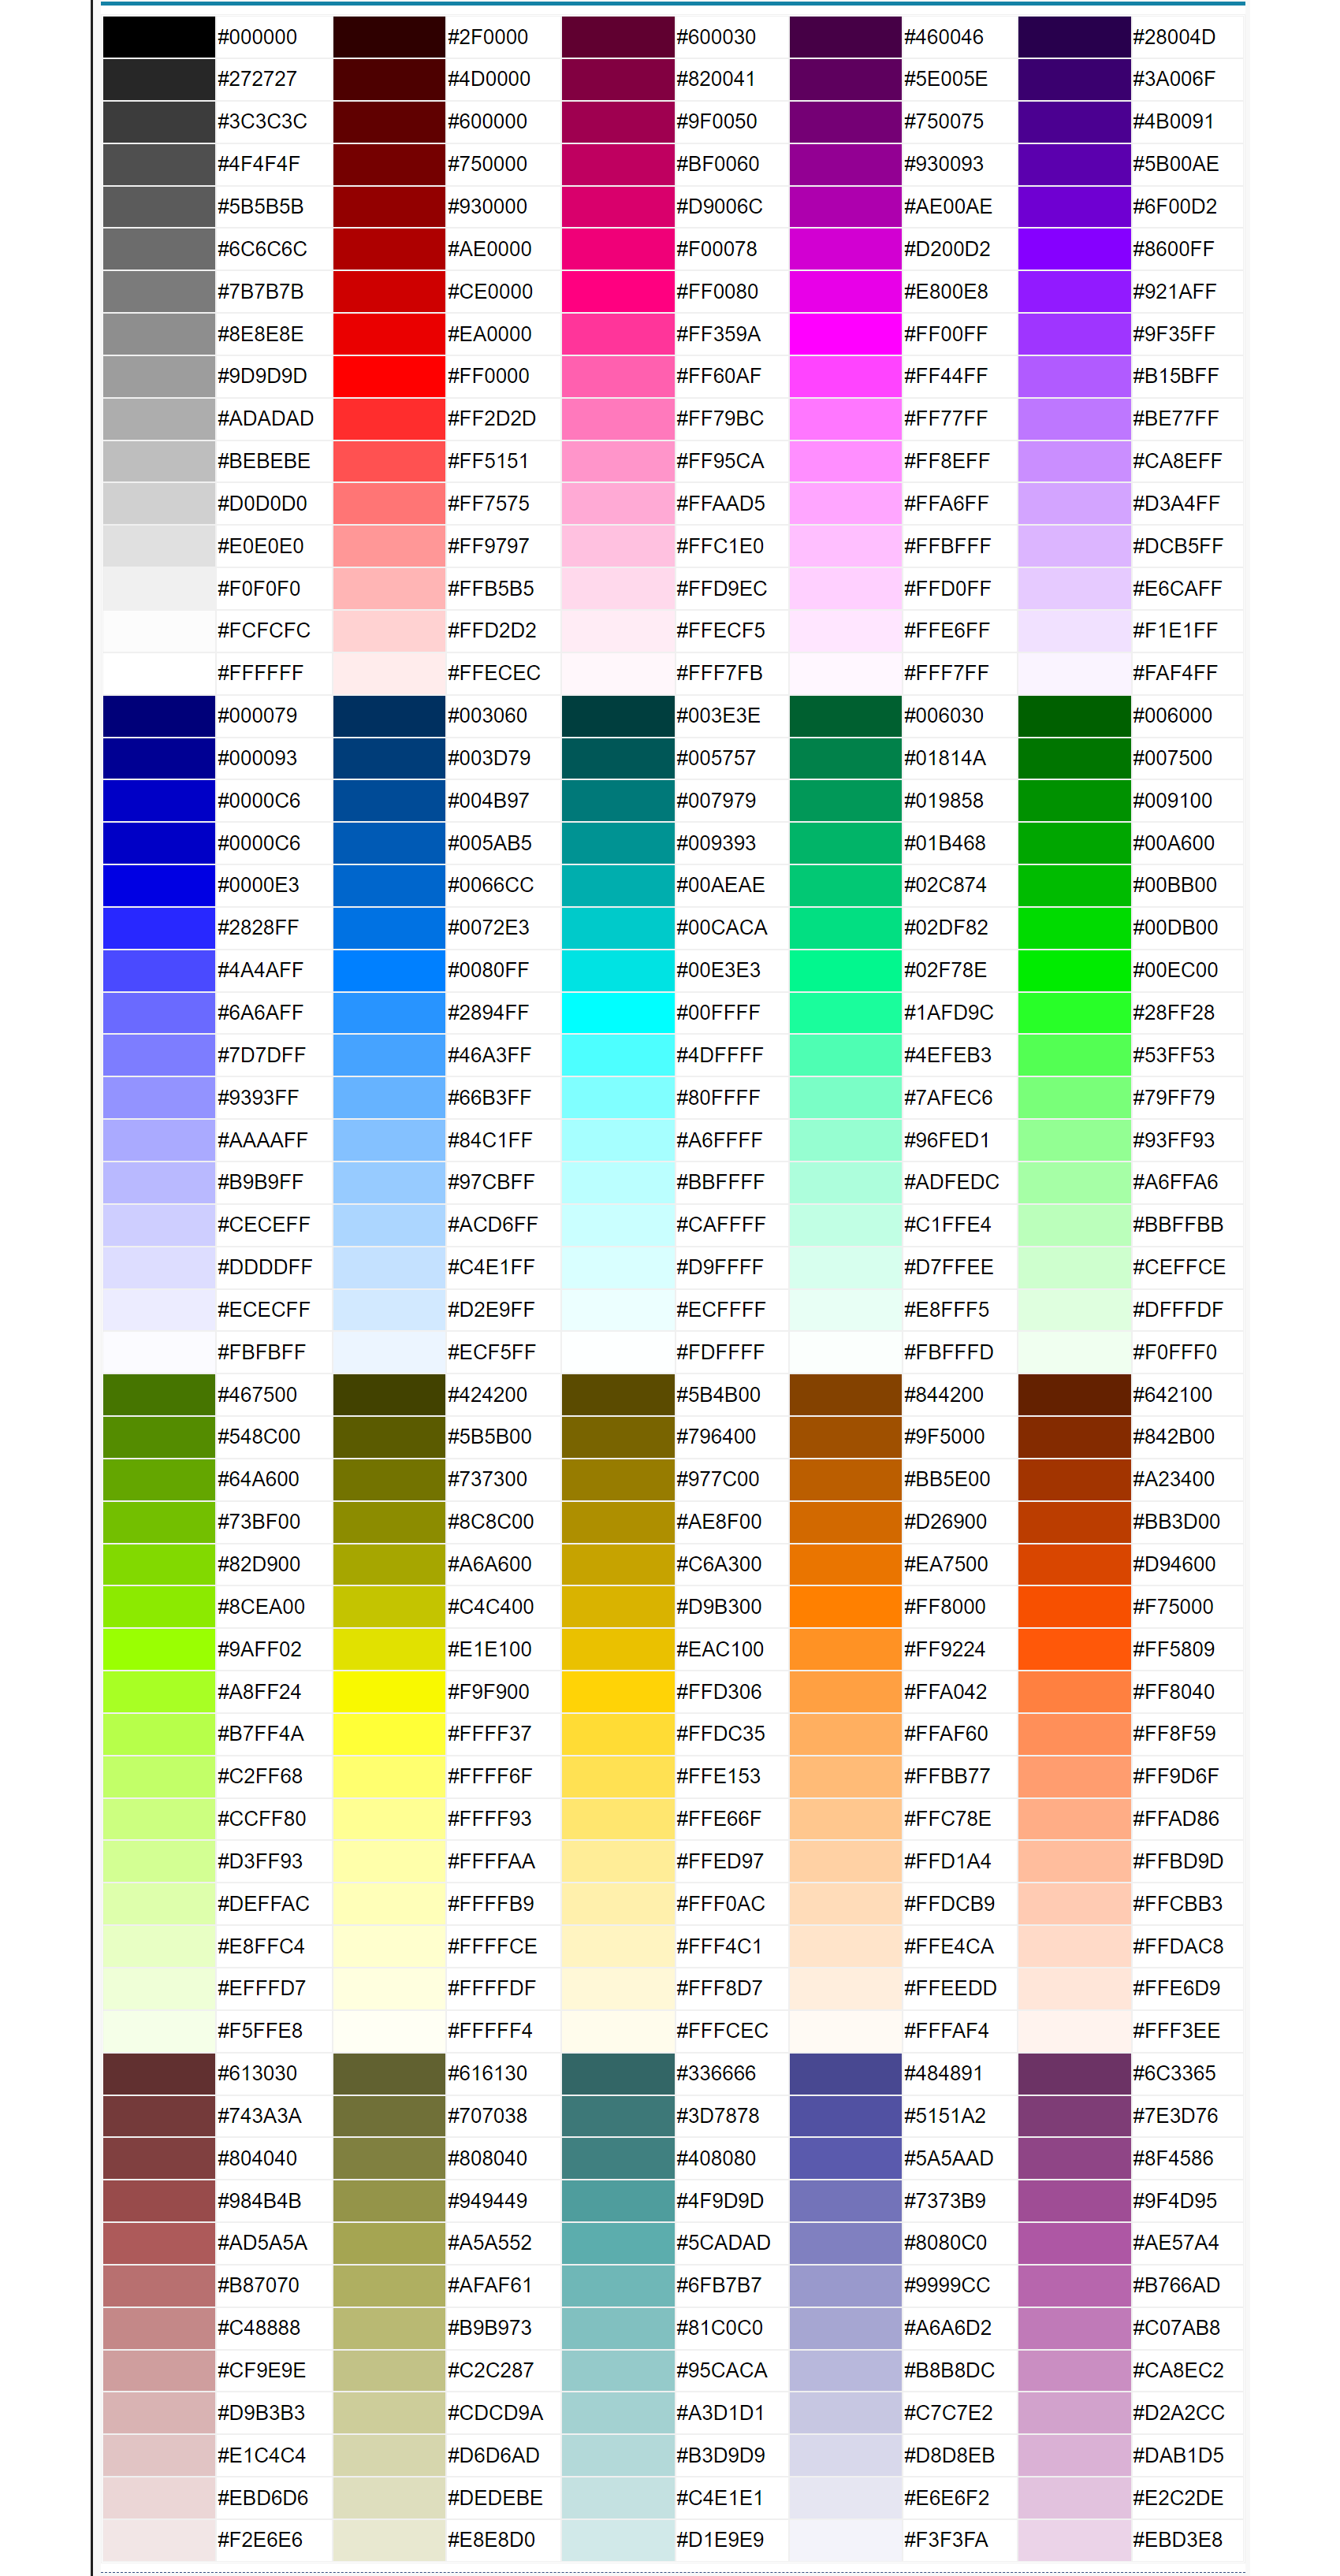 #000000 #2F0000 #600030 #460046 #28004D
#272727 #4D0000 #820041 #5E005E #3A006F
#3C3C3C #600000 #9F0050 #750075 #4B0091
#4F4F4F #750000 #BF0060 #930093 #5B00AE
#5B5B5B #930000 #D9006C #AE00AE #6F00D2
#6C6C6C #AE0000 #F00078 #D200D2 #8600FF
#7B7B7B #CE0000 #FF0080 #E800E8 #921AFF
#8E8E8E #EA0000 #FF359A #FF00FF #9F35FF
#9D9D9D #FF0000 #FF60AF #FF44FF #B15BFF
#ADADAD #FF2D2D #FF79BC #FF77FF #BE77FF
#BEBEBE #FF5151 #FF95CA #FF8EFF #CA8EFF
#D0D0D0 #FF7575 #FFAAD5 #FFA6FF #D3A4FF
#E0E0E0 #FF9797 #FFC1E0 #FFBFFF #DCB5FF
#F0F0F0 #FFB5B5 #FFD9EC #FFD0FF #E6CAFF
#FCFCFC #FFD2D2 #FFECF5 #FFE6FF #F1E1FF
#FFFFFF #FFECEC #FFF7FB #FFF7FF #FAF4FF
#000079 #003060 #003E3E #006030 #006000
#000093 #003D79 #005757 #01814A #007500
#0000C6 #004B97 #007979 #019858 #009100
#0000C6 #005AB5 #009393 #01B468 #00A600
#0000E3 #0066CC #00AEAE #02C874 #00BB00
#2828FF #0072E3 #00CACA #02DF82 #00DB00
#4A4AFF #0080FF #00E3E3 #02F78E #00EC00
#6A6AFF #2894FF #00FFFF #1AFD9C #28FF28
#7D7DFF #46A3FF #4DFFFF #4EFEB3 #53FF53
#9393FF #66B3FF #80FFFF #7AFEC6 #79FF79
#AAAAFF #84C1FF #A6FFFF #96FED1 #93FF93
#B9B9FF #97CBFF #BBFFFF #ADFEDC #A6FFA6
#CECEFF #ACD6FF #CAFFFF #C1FFE4 #BBFFBB
#DDDDFF #C4E1FF #D9FFFF #D7FFEE #CEFFCE
#ECECFF #D2E9FF #ECFFFF #E8FFF5 #DFFFDF
#FBFBFF #ECF5FF #FDFFFF #FBFFFD #F0FFF0
#467500 #424200 #5B4B00 #844200 #642100
#548C00 #5B5B00 #796400 #9F5000 #842B00
#64A600 #737300 #977C00 #BB5E00 #A23400
#73BF00 #8C8C00 #AE8F00 #D26900 #BB3D00
#82D900 #A6A600 #C6A300 #EA7500 #D94600
#8CEA00 #C4C400 #D9B300 #FF8000 #F75000
#9AFF02 #E1E100 #EAC100 #FF9224 #FF5809
#A8FF24 #F9F900 #FFD306 #FFA042 #FF8040
#B7FF4A #FFFF37 #FFDC35 #FFAF60 #FF8F59
#C2FF68 #FFFF6F #FFE153 #FFBB77 #FF9D6F
#CCFF80 #FFFF93 #FFE66F #FFC78E #FFAD86
#D3FF93 #FFFFAA #FFED97 #FFD1A4 #FFBD9D
#DEFFAC #FFFFB9 #FFF0AC #FFDCB9 #FFCBB3
#E8FFC4 #FFFFCE #FFF4C1 #FFE4CA #FFDAC8
#EFFFD7 #FFFFDF #FFF8D7 #FFEEDD #FFE6D9
#F5FFE8 #FFFFF4 #FFFCEC #FFFAF4 #FFF3EE
#613030 #616130 #336666 #484891 #6C3365
#743A3A #707038 #3D7878 #5151A2 #7E3D76
#804040 #808040 #408080 #5A5AAD #8F4586
#984B4B #949449 #4F9D9D #7373B9 #9F4D95
#AD5A5A #A5A552 #5CADAD #8080C0 #AE57A4
#B87070 #AFAF61 #6FB7B7 #9999CC #B766AD
#C48888 #B9B973 #81C0C0 #A6A6D2 #C07AB8
#CF9E9E #C2C287 #95CACA #B8B8DC #CA8EC2
#D9B3B3 #CDCD9A #A3D1D1 #C7C7E2 #D2A2CC
#E1C4C4 #D6D6AD #B3D9D9 #D8D8EB #DAB1D5
#EBD6D6 #DEDEBE #C4E1E1 #E6E6F2 #E2C2DE
#F2E6E6 #E8E8D0 #D1E9E9 #F3F3FA #EBD3E8